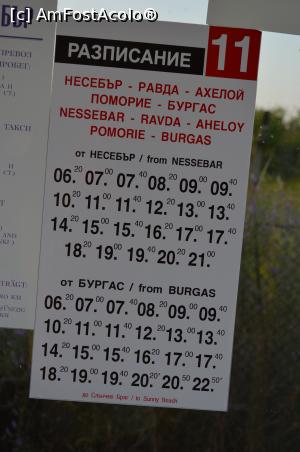 (c) AmFostAcolo®
БЪР
РАЗПИСАНИЕ
11
НЕСЕБЪР - РАВДА - АХЕЛОЙ
ПОМОРИЕ - БУРГАС
NESSEBAR - RAVDA - AHELOY
POMORIE - BURGAS
от НЕСЕБЪР / from NESSEBAR
06.20 07.00 07.40 08.20 09.00 09.40
10.20 11.00 11.40 12.20 13.00 13.40
14.20 15.00 15.40 16.20 17.00 17.40
18.20 19.00 19.40 20.20 21.00
от БУРГАС / from BURGAS
06.20 07.00 07.40 08.20 09.00 09.40
10.20 11.00 11.40 12.20 13.00 13.40
14.20 15.00 15.40 16.20 17.00 17.40
18.20 19.00 19.40 20.20* 20.50 22.50*
до Слънчев Бряг / to Sunny Beach
ТАКСИ